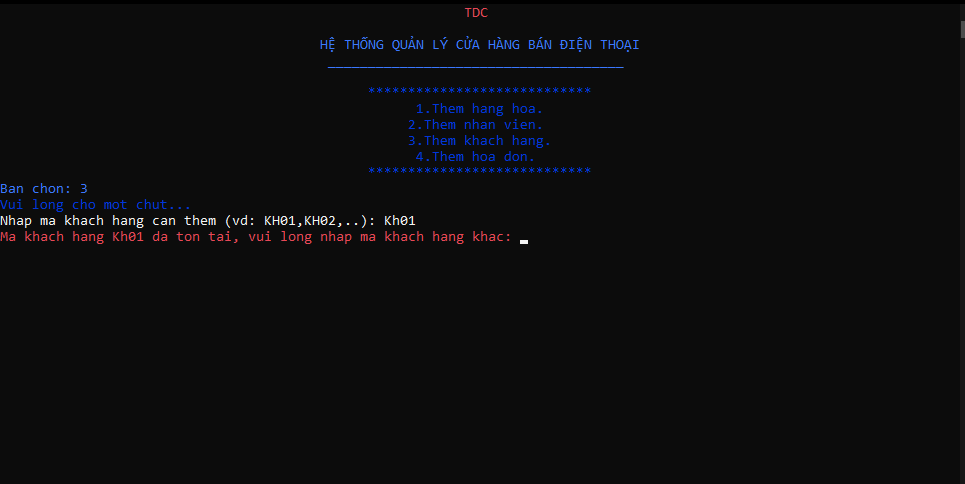 TDC
HỆ THỐNG QUẢN LÝ CỬA HÀNG BÁN ĐIỆN THOẠI
_____________________________________
****************************
1.Them hang hoa.
2.Them nhan vien.
3.Them khach hang.
4.Them hoa don.
****************************
Ban chon: 3
Vui long cho mot chut...
Nhap ma khach hang can them (vd: KH01,KH02,..): Kh01
Ma khach hang Kh01 da ton tai, vui long nhap ma khach hang khac: